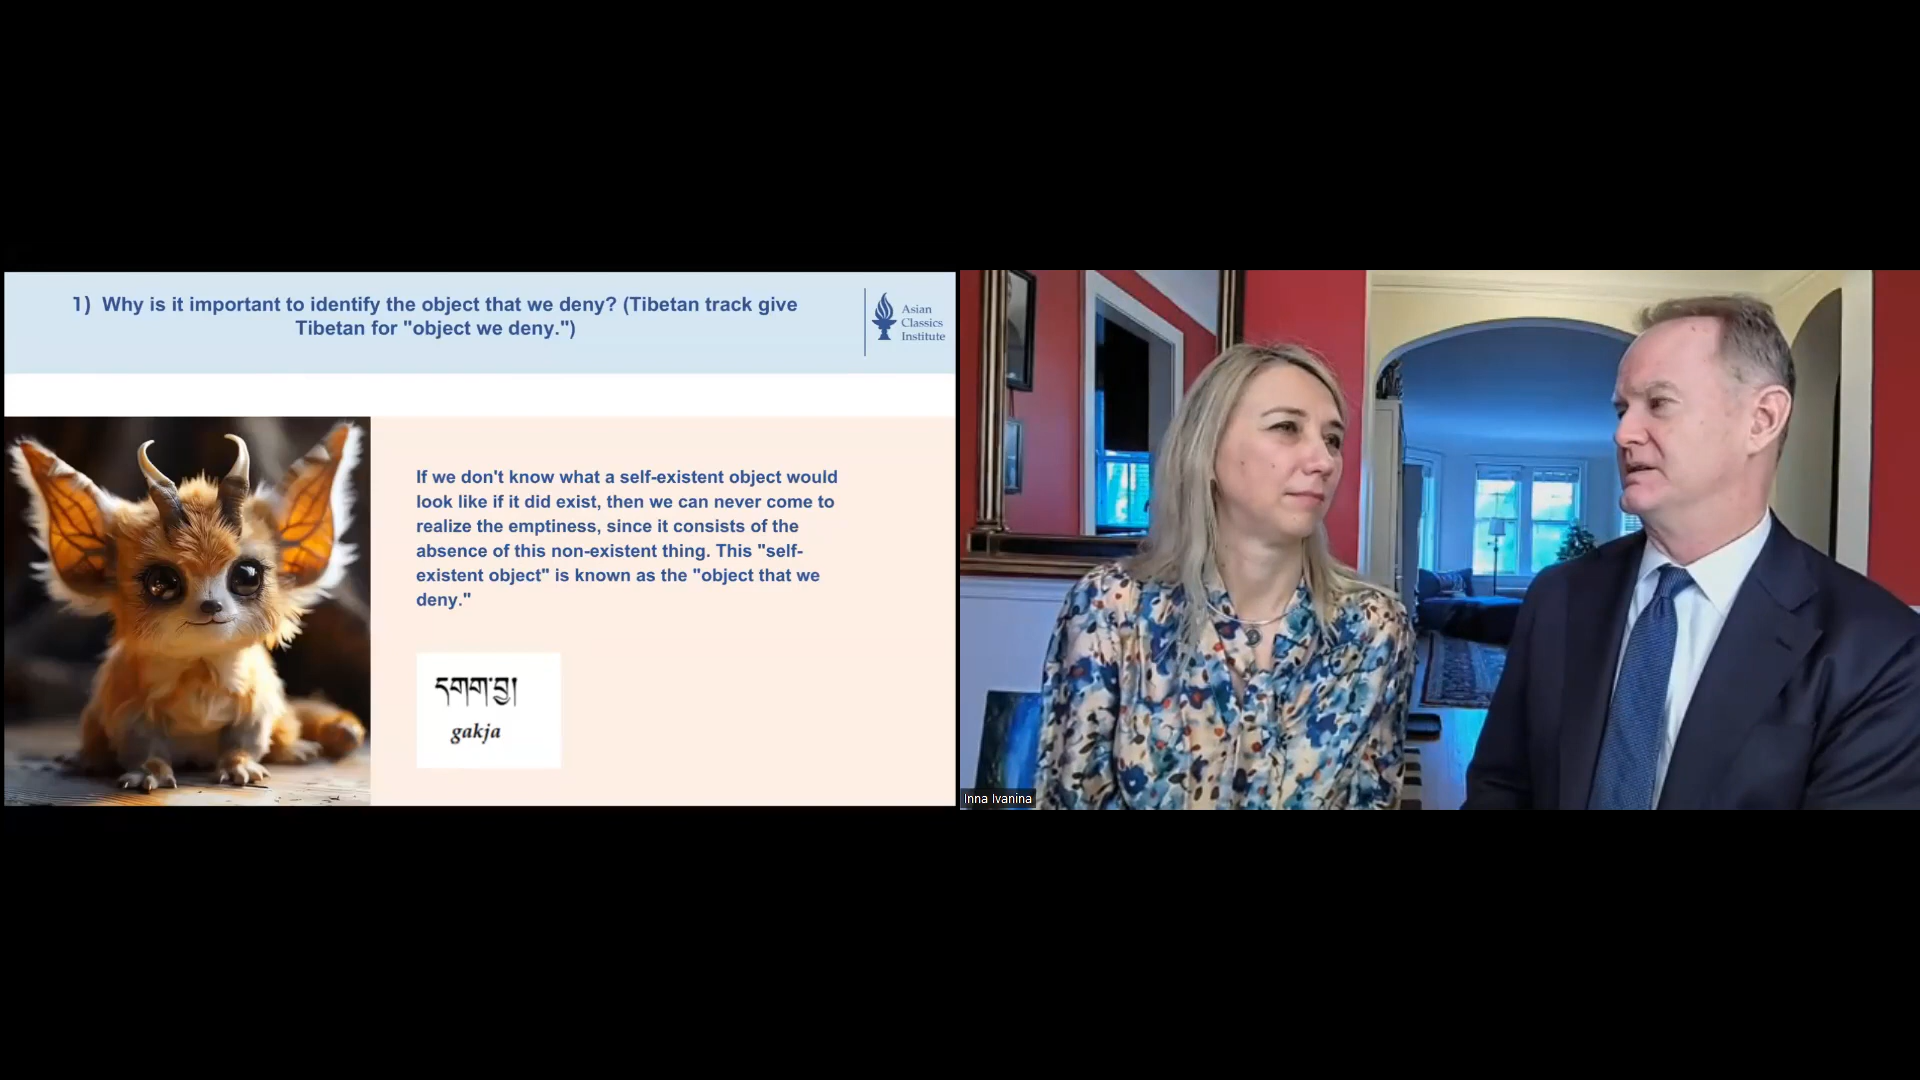 1) Why is it important to identify the object that we deny? (Tibetan track give
Tibetan for "object we deny.")
Asian
Classics
Institute
If we don't know what a self-existent object would
look like if it did exist, then we can never come to
realize the emptiness, since it consists of the
absence of this non-existent thing. This "self-
existent object" is known as the "object that we
deny."
དགག་བྱ།
gakja
Inna Ivanina